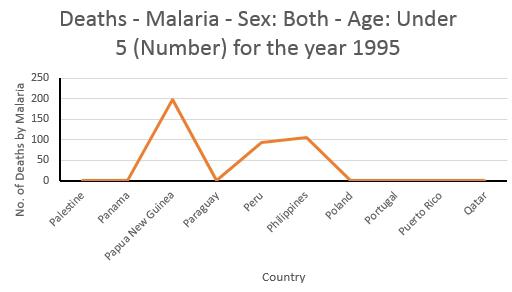 Deaths - Malaria - Sex: Both - Age: Under
5 (Number) for the year 1995
No. of Deaths by Malaria
250
200
150
100
50
0
Palestine
Panama
Papua New Guinea
Paraguay
Peru
Philippines
Poland
Portugal
Puerto Rico
Qatar
Country